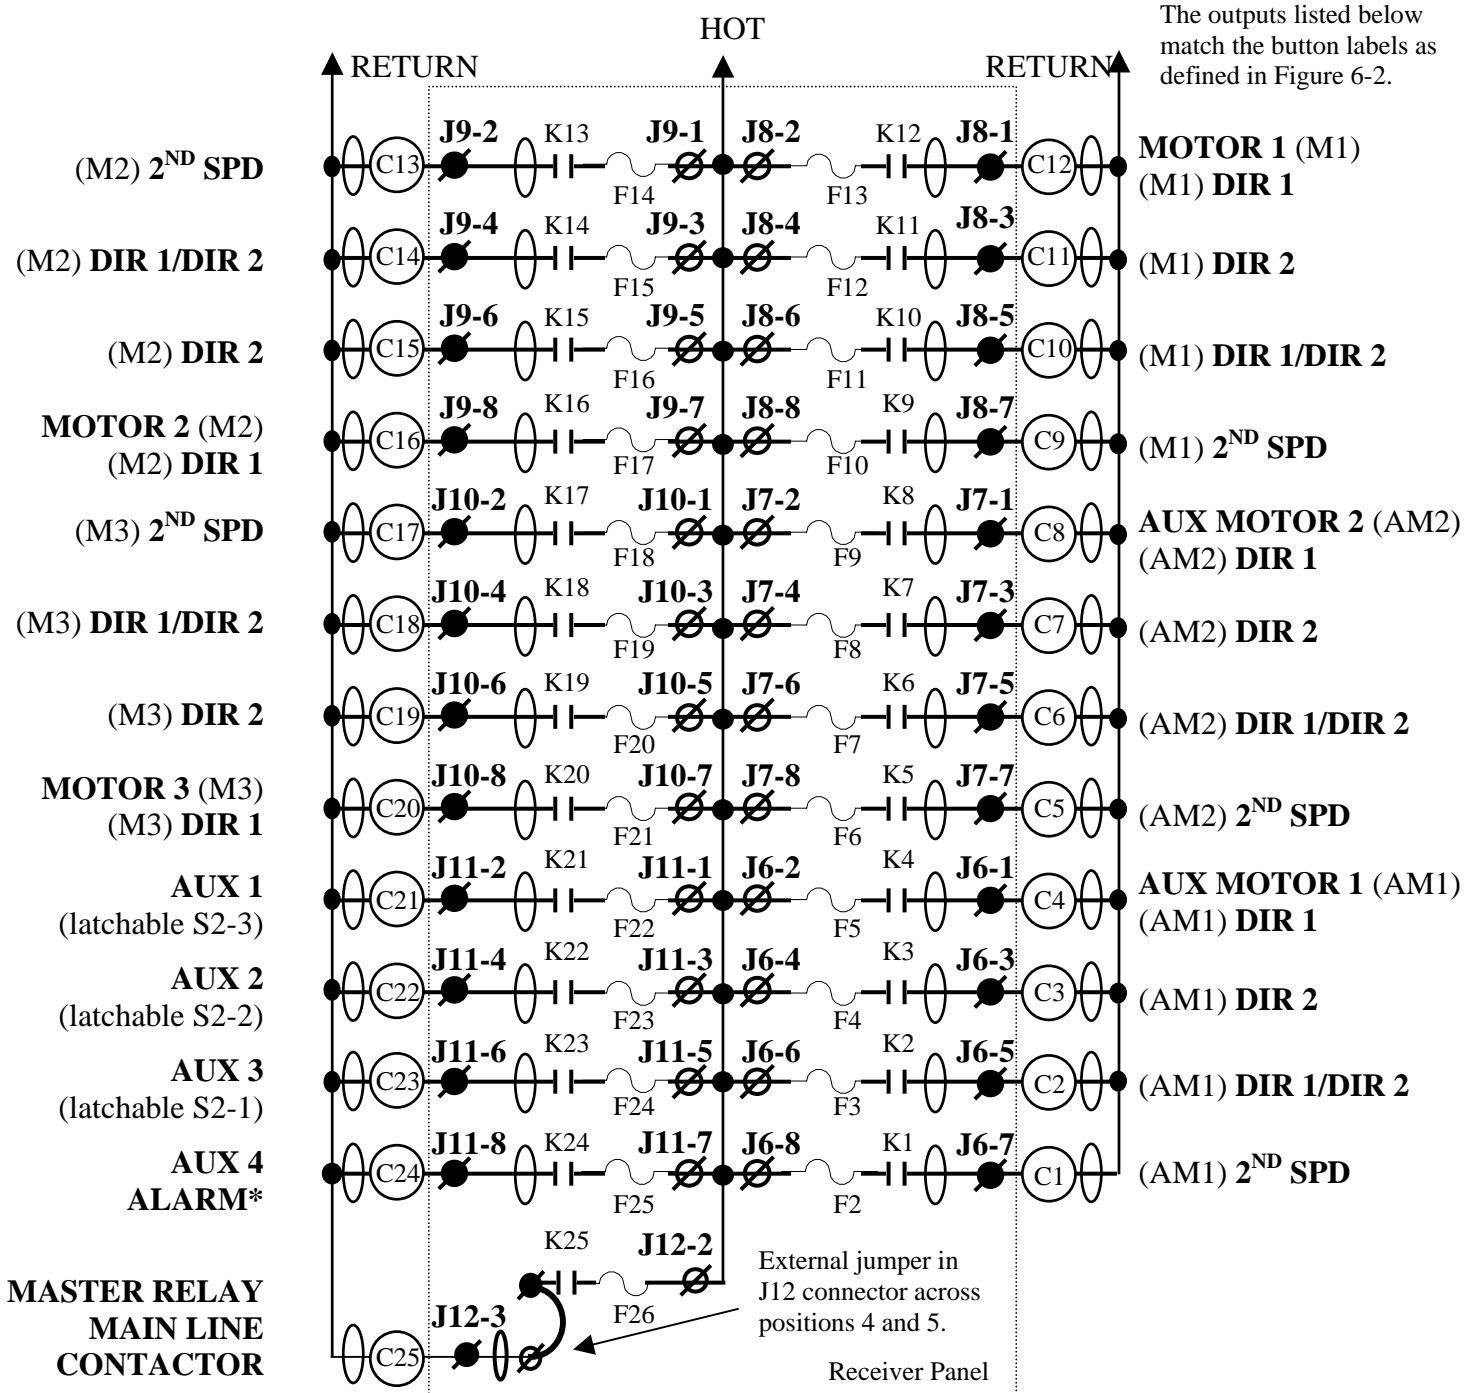 The outputs listed below
match the button labels as
defined in Figure 6-2.
HOT
RETURN
RETURN
(M2) 2ND SPD C13 J9-2 K13 F14 J9-1 J8-2 F13 K12 J8-1 C12 MOTOR 1 (M1)
(M1) DIR 1
(M2) DIR 1/DIR 2 C14 J9-4 K14 F15 J9-3 J8-4 F12 K11 J8-3 C11 (M1) DIR 2
(M2) DIR 2 C15 J9-6 K15 F16 J9-5 J8-6 F11 K10 J8-5 C10 (M1) DIR 1/DIR 2
MOTOR 2 (M2)
(M2) DIR 1 C16 J9-8 K16 F17 J9-7 J8-8 F10 K9 J8-7 C9 (M1) 2ND SPD
(M3) 2ND SPD C17 J10-2 K17 F18 J10-1 J7-2 F9 K8 J7-1 C8 AUX MOTOR 2 (AM2)
(AM2) DIR 1
(M3) DIR 1/DIR 2 C18 J10-4 K18 F19 J10-3 J7-4 F8 K7 J7-3 C7 (AM2) DIR 2
(M3) DIR 2 C19 J10-6 K19 F20 J10-5 J7-6 F7 K6 J7-5 C6 (AM2) DIR 1/DIR 2
MOTOR 3 (M3)
(M3) DIR 1 C20 J10-8 K20 F21 J10-7 J7-8 F6 K5 J7-7 C5 (AM2) 2ND SPD
AUX 1
(latchable S2-3) C21 J11-2 K21 F22 J11-1 J6-2 F5 K4 J6-1 C4 AUX MOTOR 1 (AM1)
(AM1) DIR 1
AUX 2
(latchable S2-2) C22 J11-4 K22 F23 J11-3 J6-4 F4 K3 J6-3 C3 (AM1) DIR 2
AUX 3
(latchable S2-1) C23 J11-6 K23 F24 J11-5 J6-6 F3 K2 J6-5 C2 (AM1) DIR 1/DIR 2
AUX 4
ALARM* C24 J11-8 K24 F25 J11-7 J6-8 F2 K1 J6-7 C1 (AM1) 2ND SPD
K25 F26 J12-2
MASTER RELAY
MAIN LINE
CONTACTOR C25 J12-3
External jumper in
J12 connector across
positions 4 and 5.
Receiver Panel